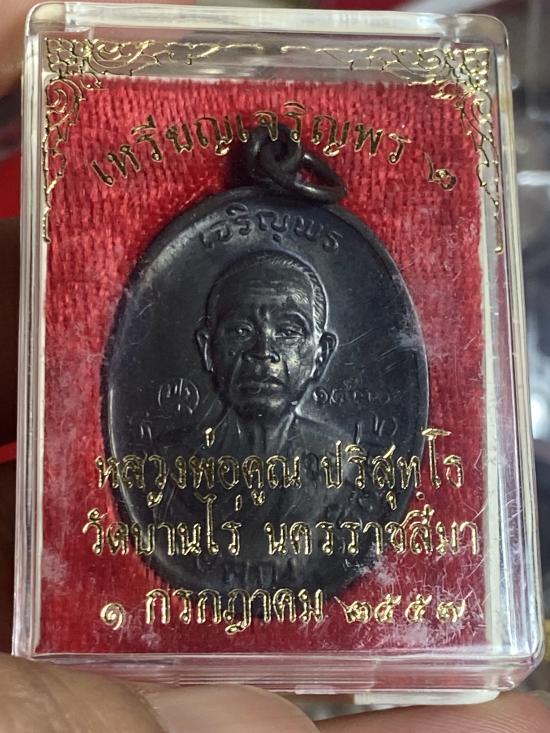 เหรียญเจริญพร ๒
เจริญพร
หลวงพ่อคูณ ปริสุทฺโธ
วัดบ้านไร่ นครราชสีมา
๑ กรกฎาคม ๒๕๕๗